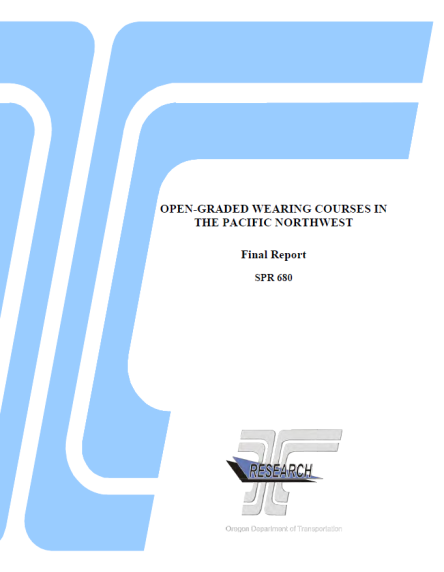 OPEN-GRADED WEARING COURSES IN
THE PACIFIC NORTHWEST
Final Report
SPR 680
RESEARCH
Oregon Department of Transportation